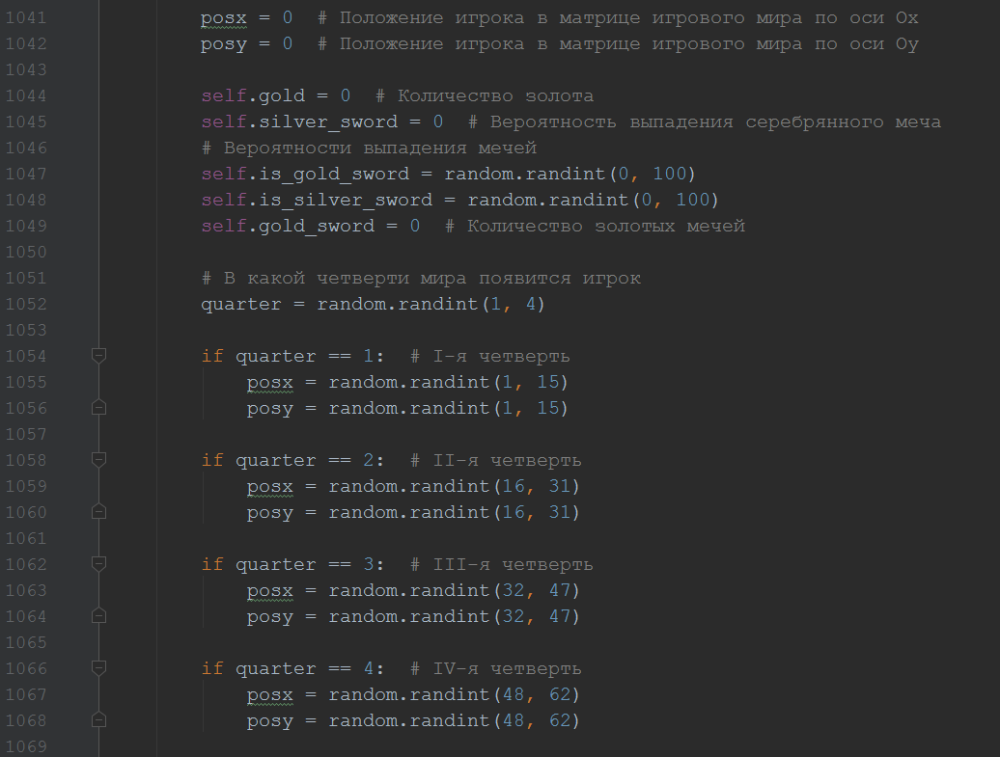 1041 posx = 0  # Положение игрока в матрице игрового мира по оси Ox
1042 posy = 0  # Положение игрока в матрице игрового мира по оси Oy
1043
1044 self.gold = 0  # Количество золота
1045 self.silver_sword = 0  # Вероятность выпадения серебрянного меча
1046 # Вероятности выпадения мечей
1047 self.is_gold_sword = random.randint(0, 100)
1048 self.is_silver_sword = random.randint(0, 100)
1049 self.gold_sword = 0  # Количество золотых мечей
1050
1051 # В какой четверти мира появится игрок
1052 quarter = random.randint(1, 4)
1053
1054 if quarter == 1:  # I-я четверть
1055 posx = random.randint(1, 15)
1056 posy = random.randint(1, 15)
1057
1058 if quarter == 2:  # II-я четверть
1059 posx = random.randint(16, 31)
1060 posy = random.randint(16, 31)
1061
1062 if quarter == 3:  # III-я четверть
1063 posx = random.randint(32, 47)
1064 posy = random.randint(32, 47)
1065
1066 if quarter == 4:  # IV-я четверть
1067 posx = random.randint(48, 62)
1068 posy = random.randint(48, 62)
1069